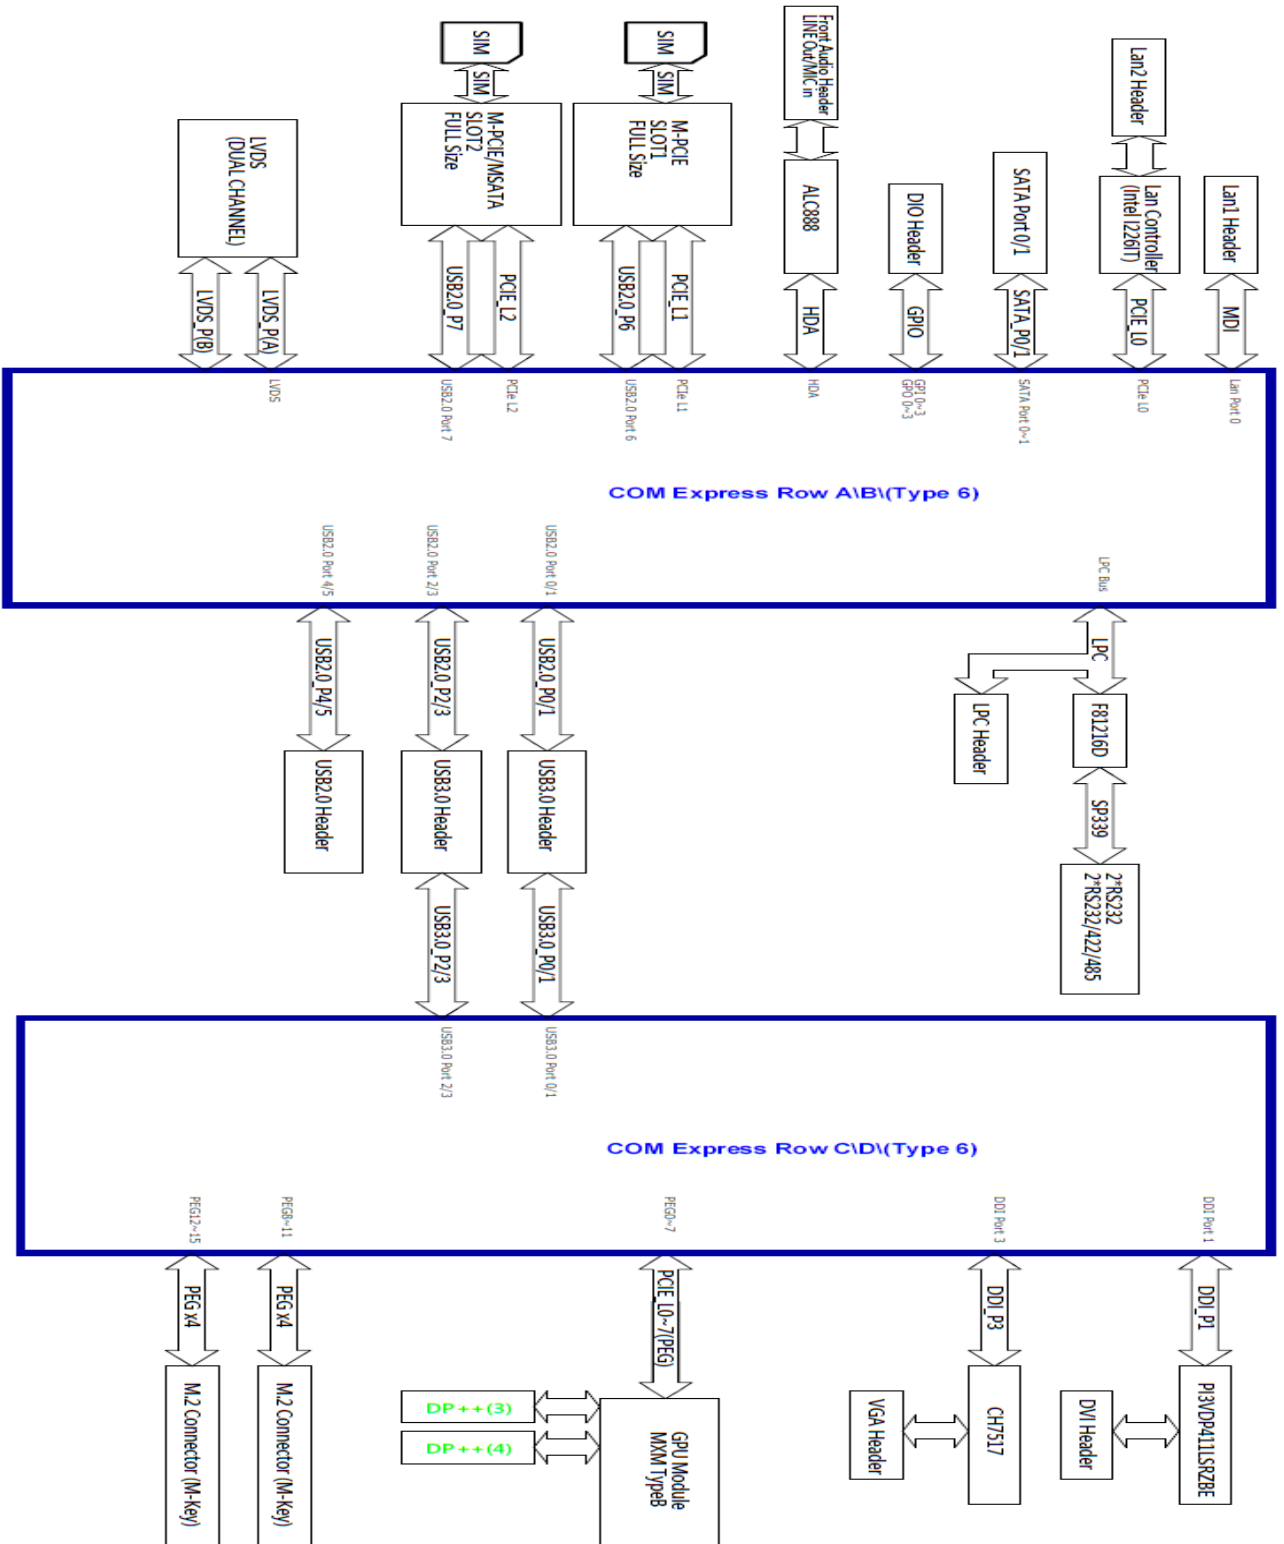 SIM
SIM
SIM
SIM
Front Audio Header
LINE Out/MIC in
Lan2 Header
LVDS
(DUAL CHANNEL)
M-PCIE/MSATA
SLOT2
FULL Size
M-PCIE
SLOT1
FULL Size
ALC888
DIO Header
SATA Port 0/1
Lan Controller
(Intel I226IT)
Lan1 Header
LVDS_P(B)
LVDS_P(A)
USB2.0_P7
PCIE_L2
USB2.0_P6
PCIE_L1
HDA
GPIO
SATA_P0/1
PCIE_L0
MDI
LVDS
USB2.0 Port 7
PCIe L2
USB2.0 Port 6
PCIe L1
HDA
GPI 0~3
GPO 0~3
SATA Port 0~1
PCIe L0
Lan Port 0
COM Express Row A\B\(Type 6)
USB2.0 Port 4/5
USB2.0 Port 2/3
USB2.0 Port 0/1
LPC Bus
USB2.0_P4/5
USB2.0_P2/3
USB2.0_P0/1
LPC
USB2.0 Header
USB3.0 Header
USB3.0 Header
LPC Header
F81216D
SP339
2*RS232
2*RS232/422/485
USB3.0_P2/3
USB3.0_P0/1
USB3.0 Port 2/3
USB3.0 Port 0/1
COM Express Row C\D\(Type 6)
PEG12~15
PEG8~11
PEG0~7
DDI Port 3
DDI Port 1
PEG x4
PEG x4
PCIE_L0~7(PEG)
DDI_P3
DDI_P1
M.2 Connector (M-Key)
M.2 Connector (M-Key)
DP++(3)
DP++(4)
GPU Module
MXM TypeB
VGA Header
CH7517
DVI Header
PI3VDP411LSRZBE